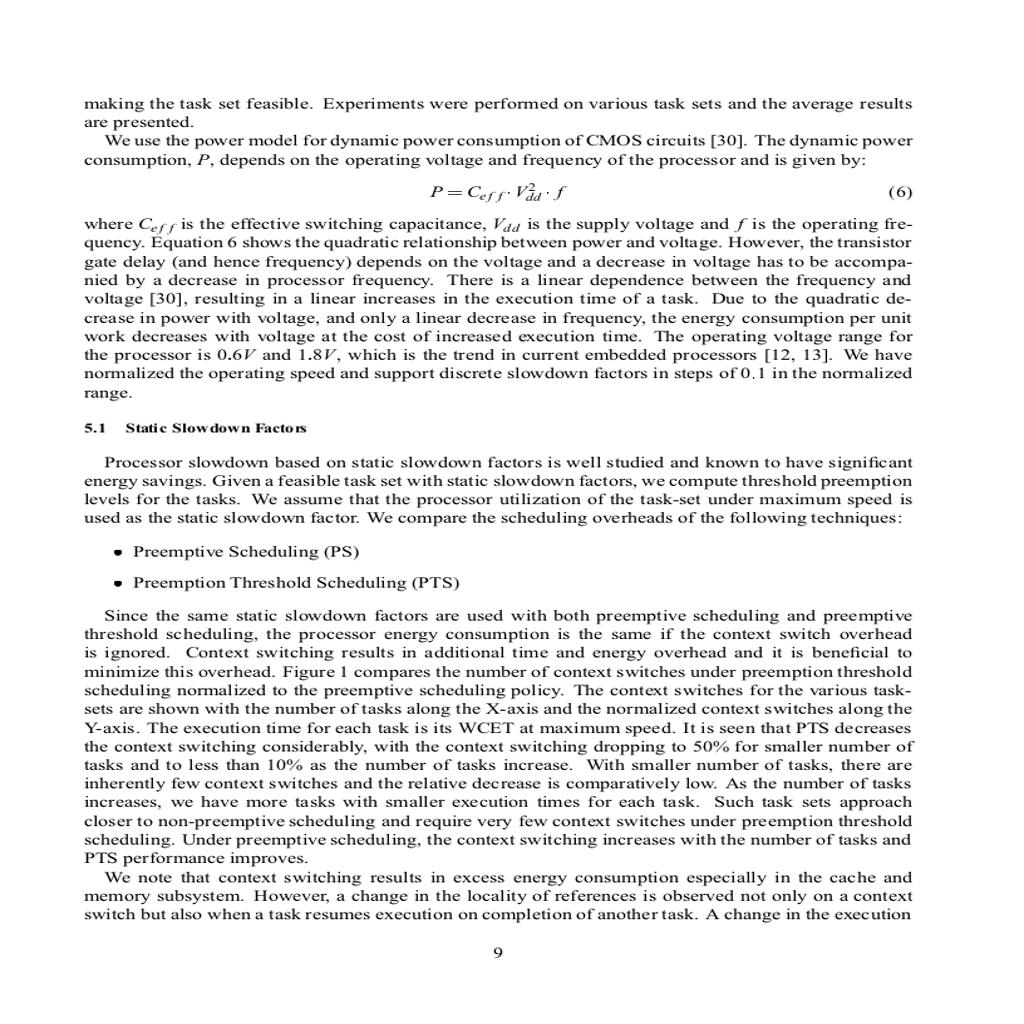 making the task set feasible. Experiments were performed on various task sets and the average results
are presented.
We use the power model for dynamic power consumption of CMOS circuits [30]. The dynamic power
consumption, P, depends on the operating voltage and frequency of the processor and is given by:
P = C_eff · V_dd^2 · f (6)
where C_eff is the effective switching capacitance, V_dd is the supply voltage and f is the operating fre-
quency. Equation 6 shows the quadratic relationship between power and voltage. However, the transistor
gate delay (and hence frequency) depends on the voltage and a decrease in voltage has to be accompa-
nied by a decrease in processor frequency. There is a linear dependence between the frequency and
voltage [30], resulting in a linear increases in the execution time of a task. Due to the quadratic de-
crease in power with voltage, and only a linear decrease in frequency, the energy consumption per unit
work decreases with voltage at the cost of increased execution time. The operating voltage range for
the processor is 0.6V and 1.8V, which is the trend in current embedded processors [12, 13]. We have
normalized the operating speed and support discrete slowdown factors in steps of 0.1 in the normalized
range.
5.1 Static Slowdown Factors
Processor slowdown based on static slowdown factors is well studied and known to have significant
energy savings. Given a feasible task set with static slowdown factors, we compute threshold preemption
levels for the tasks. We assume that the processor utilization of the task-set under maximum speed is
used as the static slowdown factor. We compare the scheduling overheads of the following techniques:
• Preemptive Scheduling (PS)
• Preemption Threshold Scheduling (PTS)
Since the same static slowdown factors are used with both preemptive scheduling and preemptive
threshold scheduling, the processor energy consumption is the same if the context switch overhead
is ignored. Context switching results in additional time and energy overhead and it is beneficial to
minimize this overhead. Figure 1 compares the number of context switches under preemption threshold
scheduling normalized to the preemptive scheduling policy. The context switches for the various task-
sets are shown with the number of tasks along the X-axis and the normalized context switches along the
Y-axis. The execution time for each task is its WCET at maximum speed. It is seen that PTS decreases
the context switching considerably, with the context switching dropping to 50% for smaller number of
tasks and to less than 10% as the number of tasks increase. With smaller number of tasks, there are
inherently few context switches and the relative decrease is comparatively low. As the number of tasks
increases, we have more tasks with smaller execution times for each task. Such task sets approach
closer to non-preemptive scheduling and require very few context switches under preemption threshold
scheduling. Under preemptive scheduling, the context switching increases with the number of tasks and
PTS performance improves.
We note that context switching results in excess energy consumption especially in the cache and
memory subsystem. However, a change in the locality of references is observed not only on a context
switch but also when a task resumes execution on completion of another task. A change in the execution
9